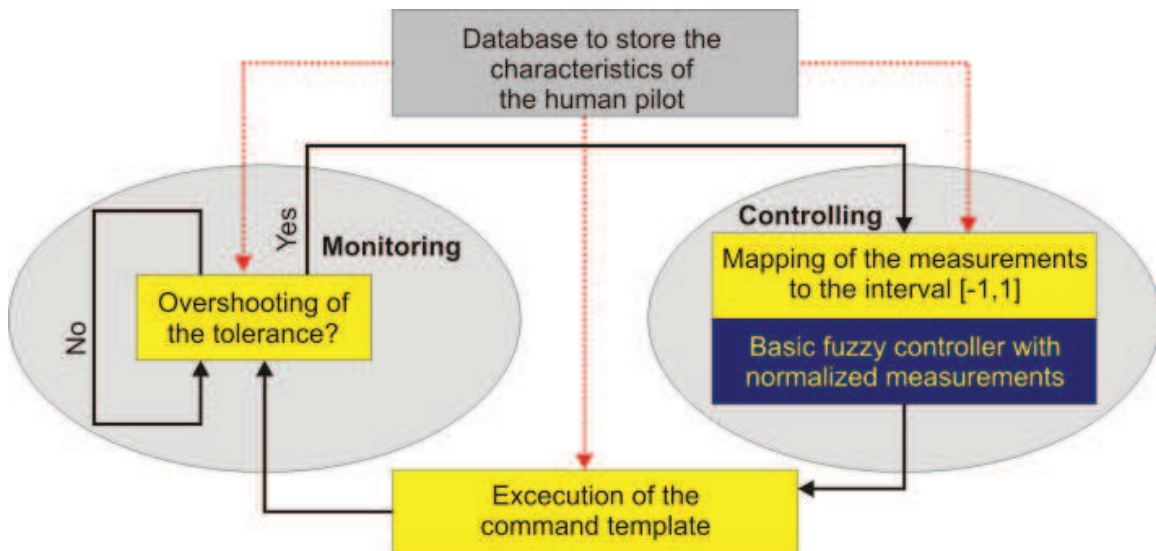 Database to store the
characteristics of
the human pilot
Yes
Monitoring
Overshooting of
the tolerance?
No
Controlling
Mapping of the measurements
to the interval [-1,1]
Basic fuzzy controller with
normalized measurements
Excecution of the
command template